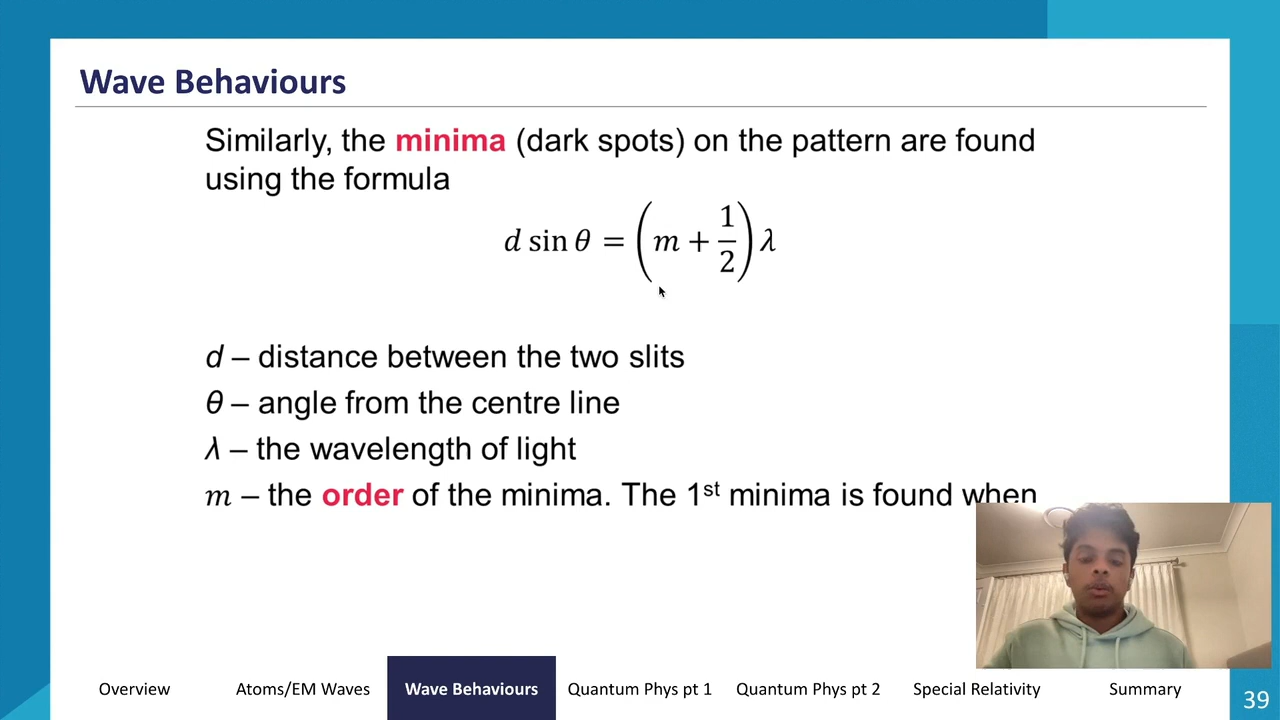 Wave Behaviours
Similarly, the minima (dark spots) on the pattern are found
using the formula
d sin θ = (m + 1/2) λ
d – distance between the two slits
θ – angle from the centre line
λ – the wavelength of light
m – the order of the minima. The 1st minima is found when
Overview Atoms/EM Waves Wave Behaviours Quantum Phys pt 1 Quantum Phys pt 2 Special Relativity Summary
39